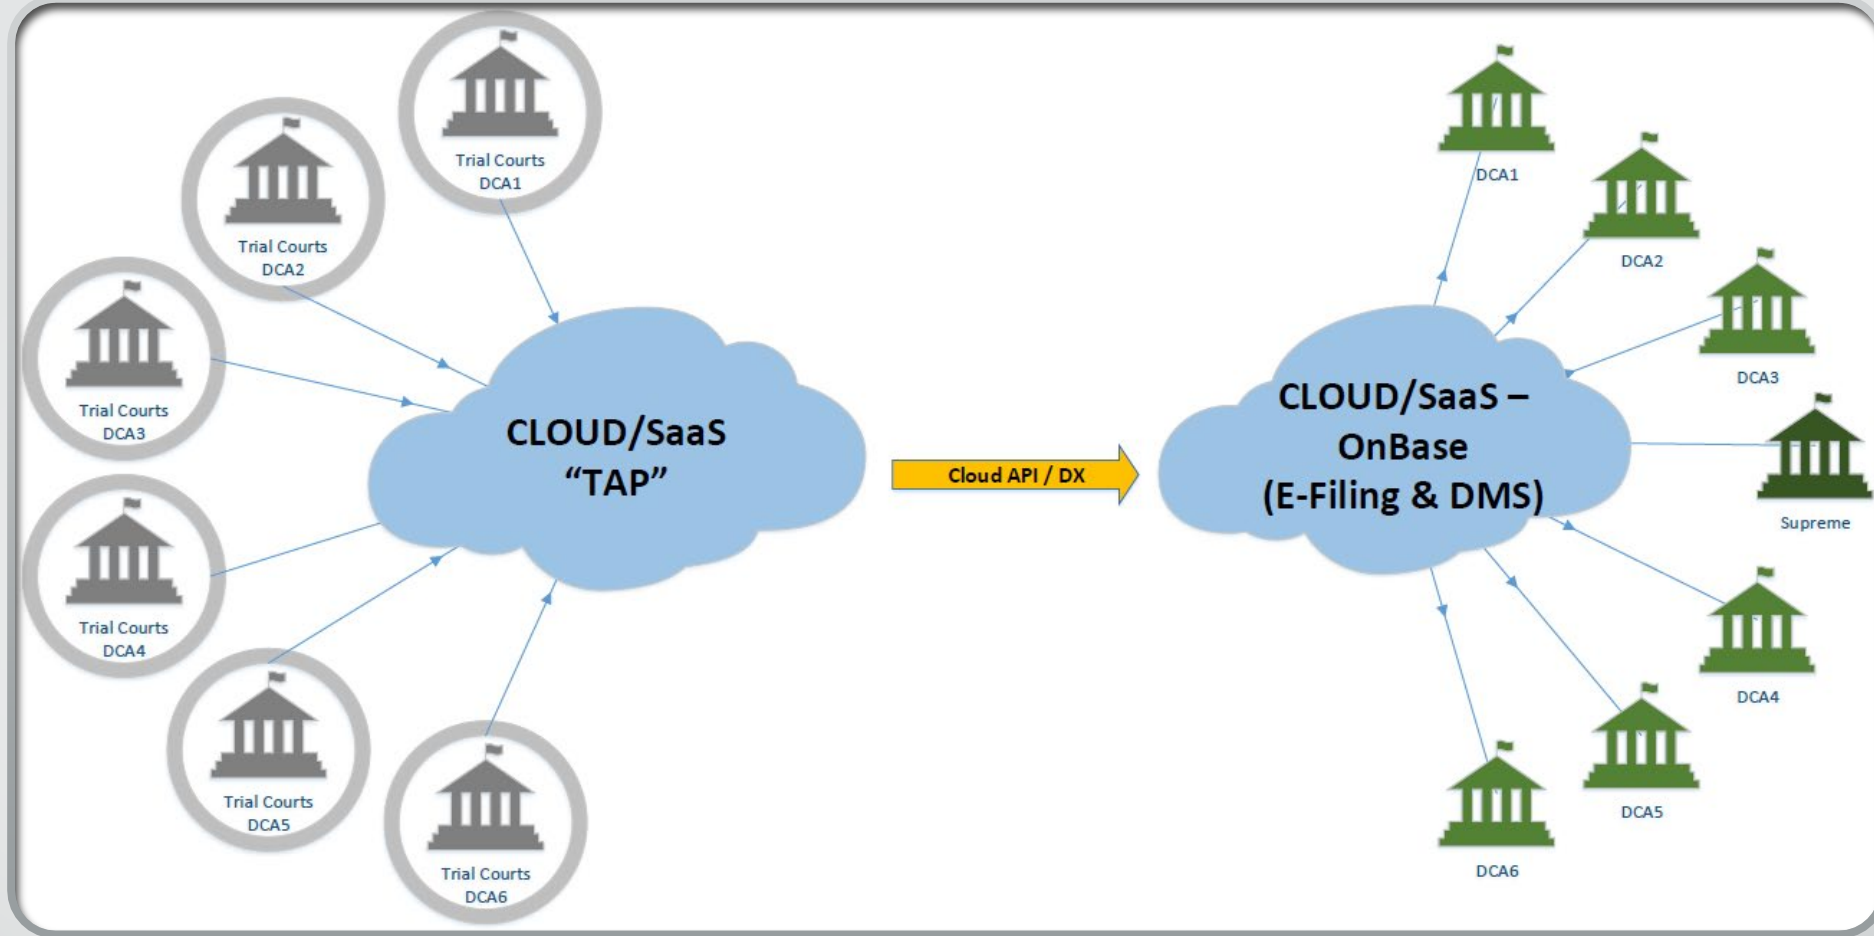 Trial Courts
DCA1
Trial Courts
DCA2
Trial Courts
DCA3
Trial Courts
DCA4
Trial Courts
DCA5
Trial Courts
DCA6
CLOUD/SaaS
“TAP”
Cloud API / DX
CLOUD/SaaS –
OnBase
(E-Filing & DMS)
DCA1
DCA2
DCA3
Supreme
DCA4
DCA5
DCA6